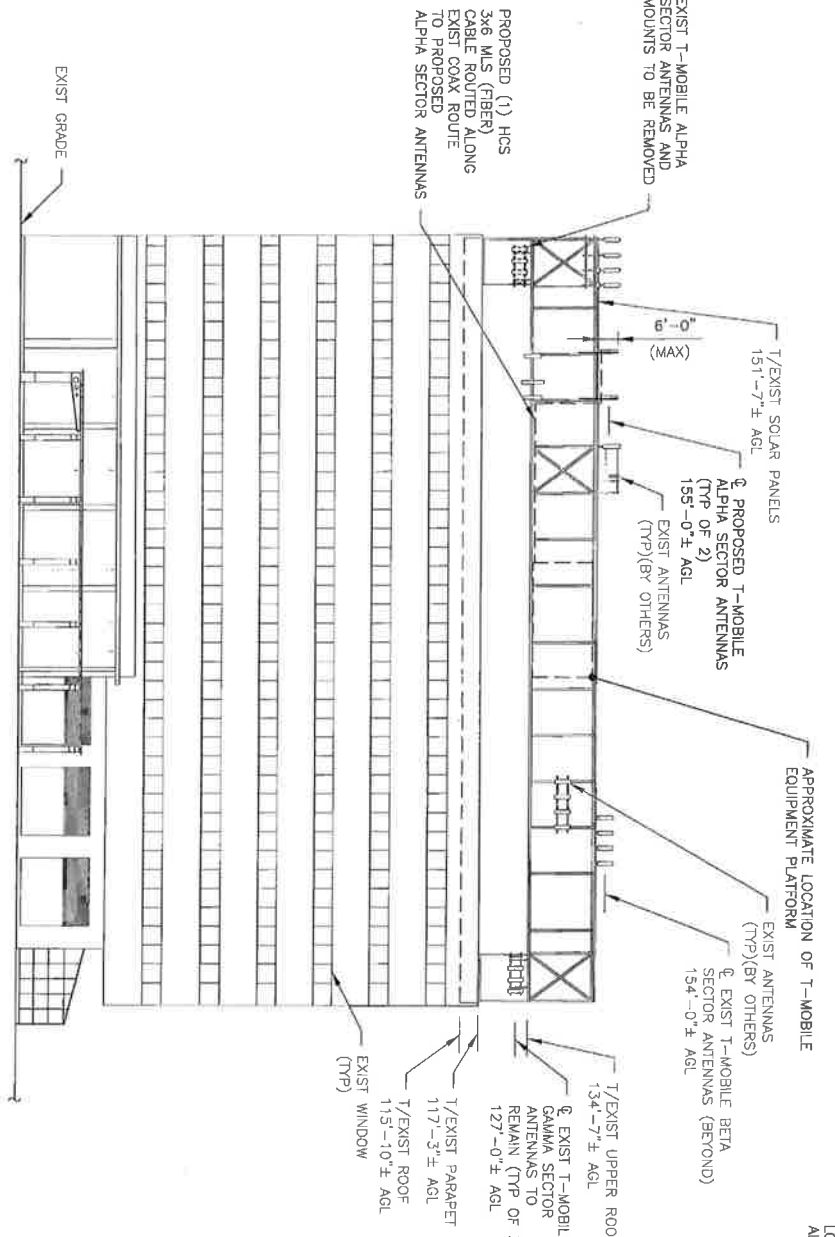 EXIST T-MOBILE ALPHA
SECTOR ANTENNAS AND
MOUNTS TO BE REMOVED
PROPOSED (1) HCS
3x6 MLS (FIBER)
CABLE ROUTED ALONG
EXIST COAX ROUTE
TO PROPOSED
ALPHA SECTOR ANTENNAS
EXIST GRADE
6'-0"
(MAX)
T/EXIST SOLAR PANELS
151'-7"± AGL
℄ PROPOSED T-MOBILE
ALPHA SECTOR ANTENNAS
(TYP OF 2)
155'-0"± AGL
EXIST ANTENNAS
(TYP)(BY OTHERS)
APPROXIMATE LOCATION OF T-MOBILE
EQUIPMENT PLATFORM
EXIST ANTENNAS
(TYP)(BY OTHERS)
℄ EXIST T-MOBILE BETA
SECTOR ANTENNAS (BEYOND)
154'-0"± AGL
T/EXIST UPPER ROO
134'-7"± AGL
℄ EXIST T-MOBIL
GAMMA SECTOR
ANTENNAS TO
REMAIN (TYP OF
127'-0"± AGL
T/EXIST PARAPET
117'-3"± AGL
T/EXIST ROOF
115'-10"± AGL
EXIST WINDOW
(TYP)